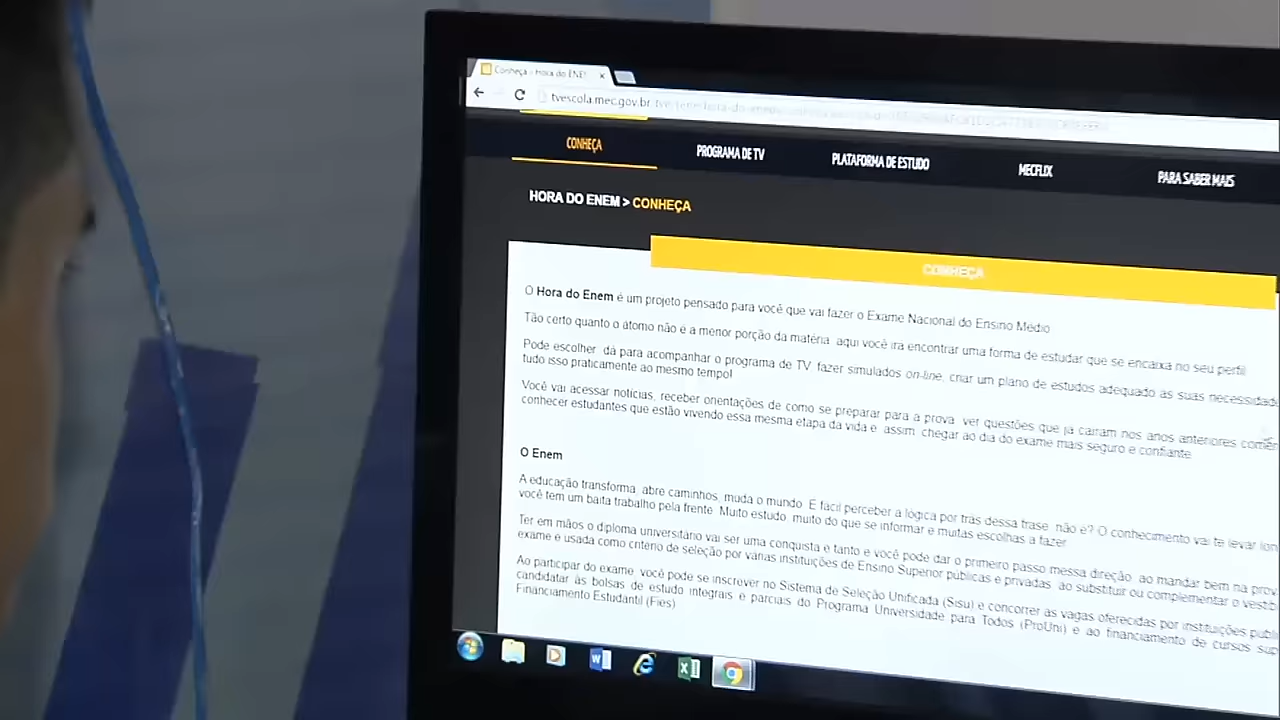 Conheça - Hora do ENE
tvescola.mec.gov.br
CONHEÇA
PROGRAMA DE TV
PLATAFORMA DE ESTUDO
MECFLIX
PARA SABER MAIS
HORA DO ENEM > CONHEÇA
CONHEÇA
O Hora do Enem é um projeto pensado para você que vai fazer o Exame Nacional do Ensino Médio
Tão certo quanto o átomo não é a menor porção da matéria aqui você irá encontrar uma forma de estudar que se encaixa no seu perfil
Pode escolher dá para acompanhar o programa de TV fazer simulados on-line, criar um plano de estudos adequado às suas necessidade
tudo isso praticamente ao mesmo tempo!
Você vai acessar notícias, receber orientações de como se preparar para a prova ver questões que já caíram nos anos anteriores
conhecer estudantes que estão vivendo essa mesma etapa da vida e assim chegar ao dia do exame mais seguro e confiante
O Enem
A educação transforma abre caminhos, muda o mundo É fácil perceber a lógica por trás dessa frase não é? O conhecimento vai te levar
você tem um baita trabalho pela frente Muito estudo muito do que se informar e muitas escolhas a fazer
Ter em mãos o diploma universitário vai ser uma conquista e tanto e você pode dar o primeiro passo messa direção ao mandar bem na prov
exame é usada como critério de seleção por várias instituições de Ensino Superior públicas e privadas ao substituir ou complementar o vestib
Ao participar do exame você pode se inscrever no Sistema de Seleção Unificada (Sisu) e concorrer às vagas oferecidas por instituições públi
candidatar às bolsas de estudo integrais e parciais do Programa Universidade para Todos (ProUni) e ao financiamento de cursos sup
Financiamento Estudantil (Fies)